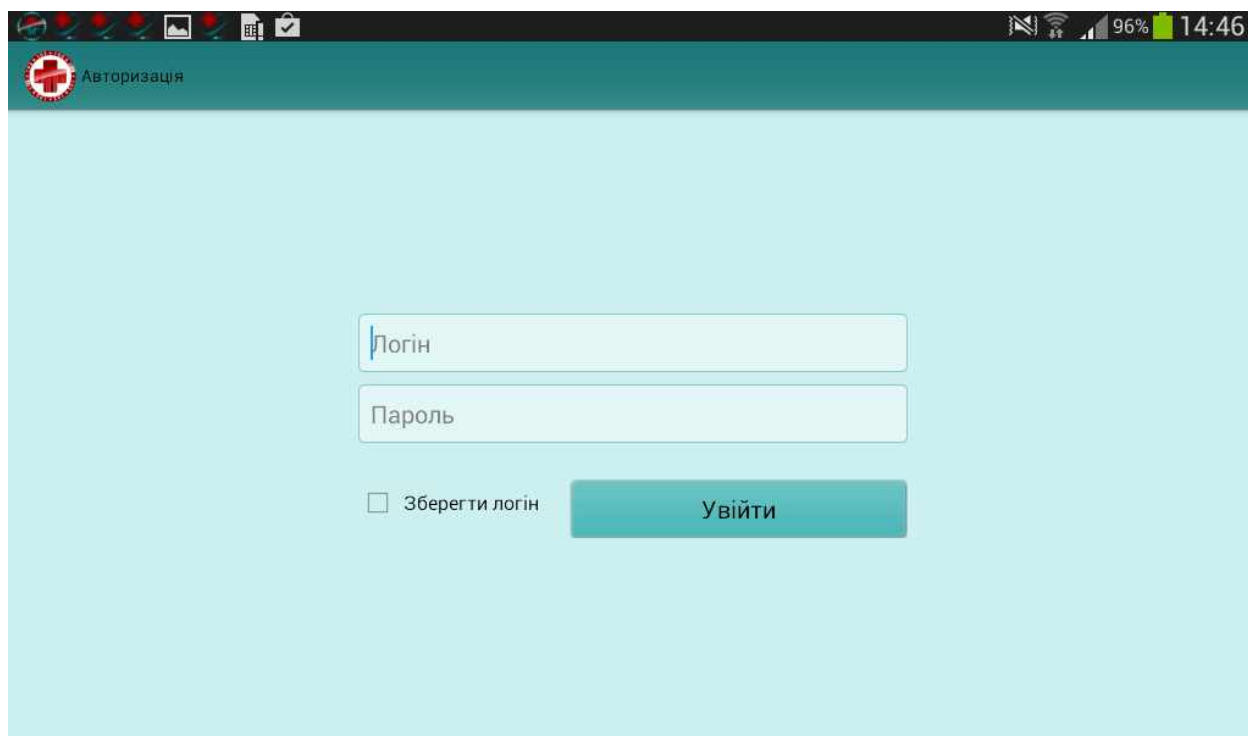 96% 14:46
Авторизація
Логін
Пароль
Зберегти логін
Увійти